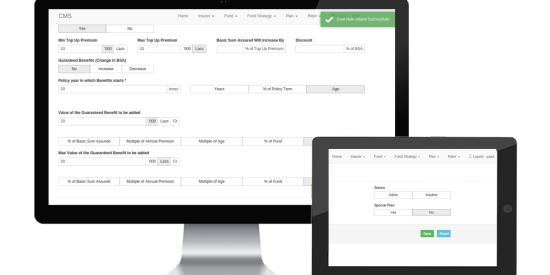 CMS Home Insurer Fund Fund Strategy Plan Rider
Core Rule Added Successfully.
Yes No
Min Top Up Premium Max Top Up Premium Basic Sum Assured Will Increase By Discount
10 '000 Lacs 20 '000 Lacs % of Top Up Premium % of BSA
Guranteed Benefits (Change in BSA)
No Increase Decrease
Policy year in which Benefits starts *
20 times Years % of Policy Term Age
Value of the Guaranteed Benefit to be added
20 '000 Lacs Cr
% of Basic Sum Assured Multiple of Annual Premium Multiple of Age % of Fund
Max Value of the Guaranteed Benefit to be added
20 '000 Lacs Cr
% of Basic Sum Assured Multiple of Annual Premium Multiple of Age % of Fund
Home Insurer Fund Fund Strategy Plan Rider Logout -
Status
Active Inactive
Special Plan
Yes No
Save Reset